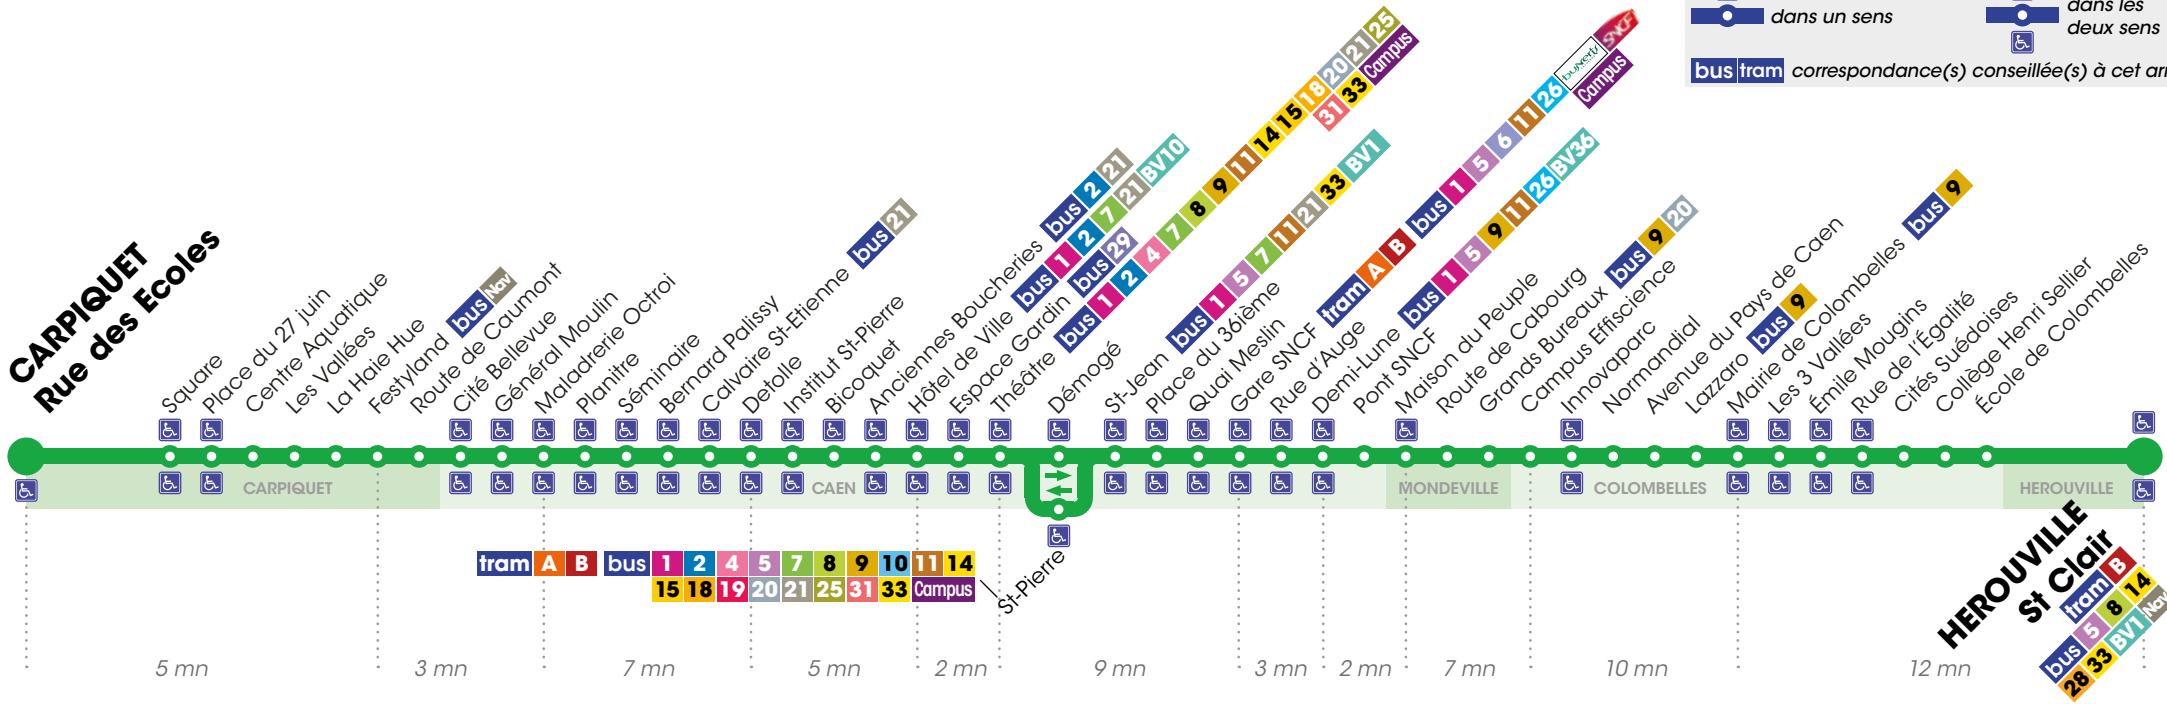 dans un sens
dans les
deux sens
bus tram correspondance(s) conseillée(s) à cet
CARPIQUET
Rue des Ecoles
Square
Place du 27 juin
Centre Aquatique
Les Vallées
La Haie Hue
Festyland bus Nav
Route de Caumont
Cité Bellevue
Général Moulin
Maladrerie Octroi
Planitre
Séminaire
Bernard Palissy
Calvaire St-Etienne bus 21
Detolle
Institut St-Pierre
Bicoquet
Anciennes Boucheries bus 2 21
Hôtel de Ville bus 1 2 7 21 BV10
Espace Gardin bus 29
Théâtre bus 1 2 4 7 8 9 11 14 15 18 20 21 25
31 33 Campus
Démogé
St-Jean bus 1 5 7 11 21 33 BV1
Place du 36ième
Quai Meslin
Gare SNCF tram A B bus 1 5 6 11 26 busverts SNCF
Campus
Rue d'Auge
Demi-Lune bus 1 5 9 11 26 BV36
Pont SNCF
Maison du Peuple
Route de Cabourg
Grands Bureaux bus 9 20
Campus Effiscience
Innovaparc
Normandial
Avenue du Pays de Caen
Lazzaro bus 9
Mairie de Colombelles bus 9
Les 3 Vallées
Émile Mougins
Rue de l'Égalité
Cités Suédoises
Collège Henri Sellier
École de Colombelles
CARPIQUET
CAEN
MONDEVILLE
COLOMBELLES
HEROUVILLE
tram A B bus 1 2 4 5 7 8 9 10 11 14
15 18 19 20 21 25 31 33 Campus
St-Pierre
HEROUVILLE
St Clair
tram B
bus 5 8 14
28 33 BV1 Nav
5 mn
3 mn
7 mn
5 mn
2 mn
9 mn
3 mn
2 mn
7 mn
10 mn
12 mn